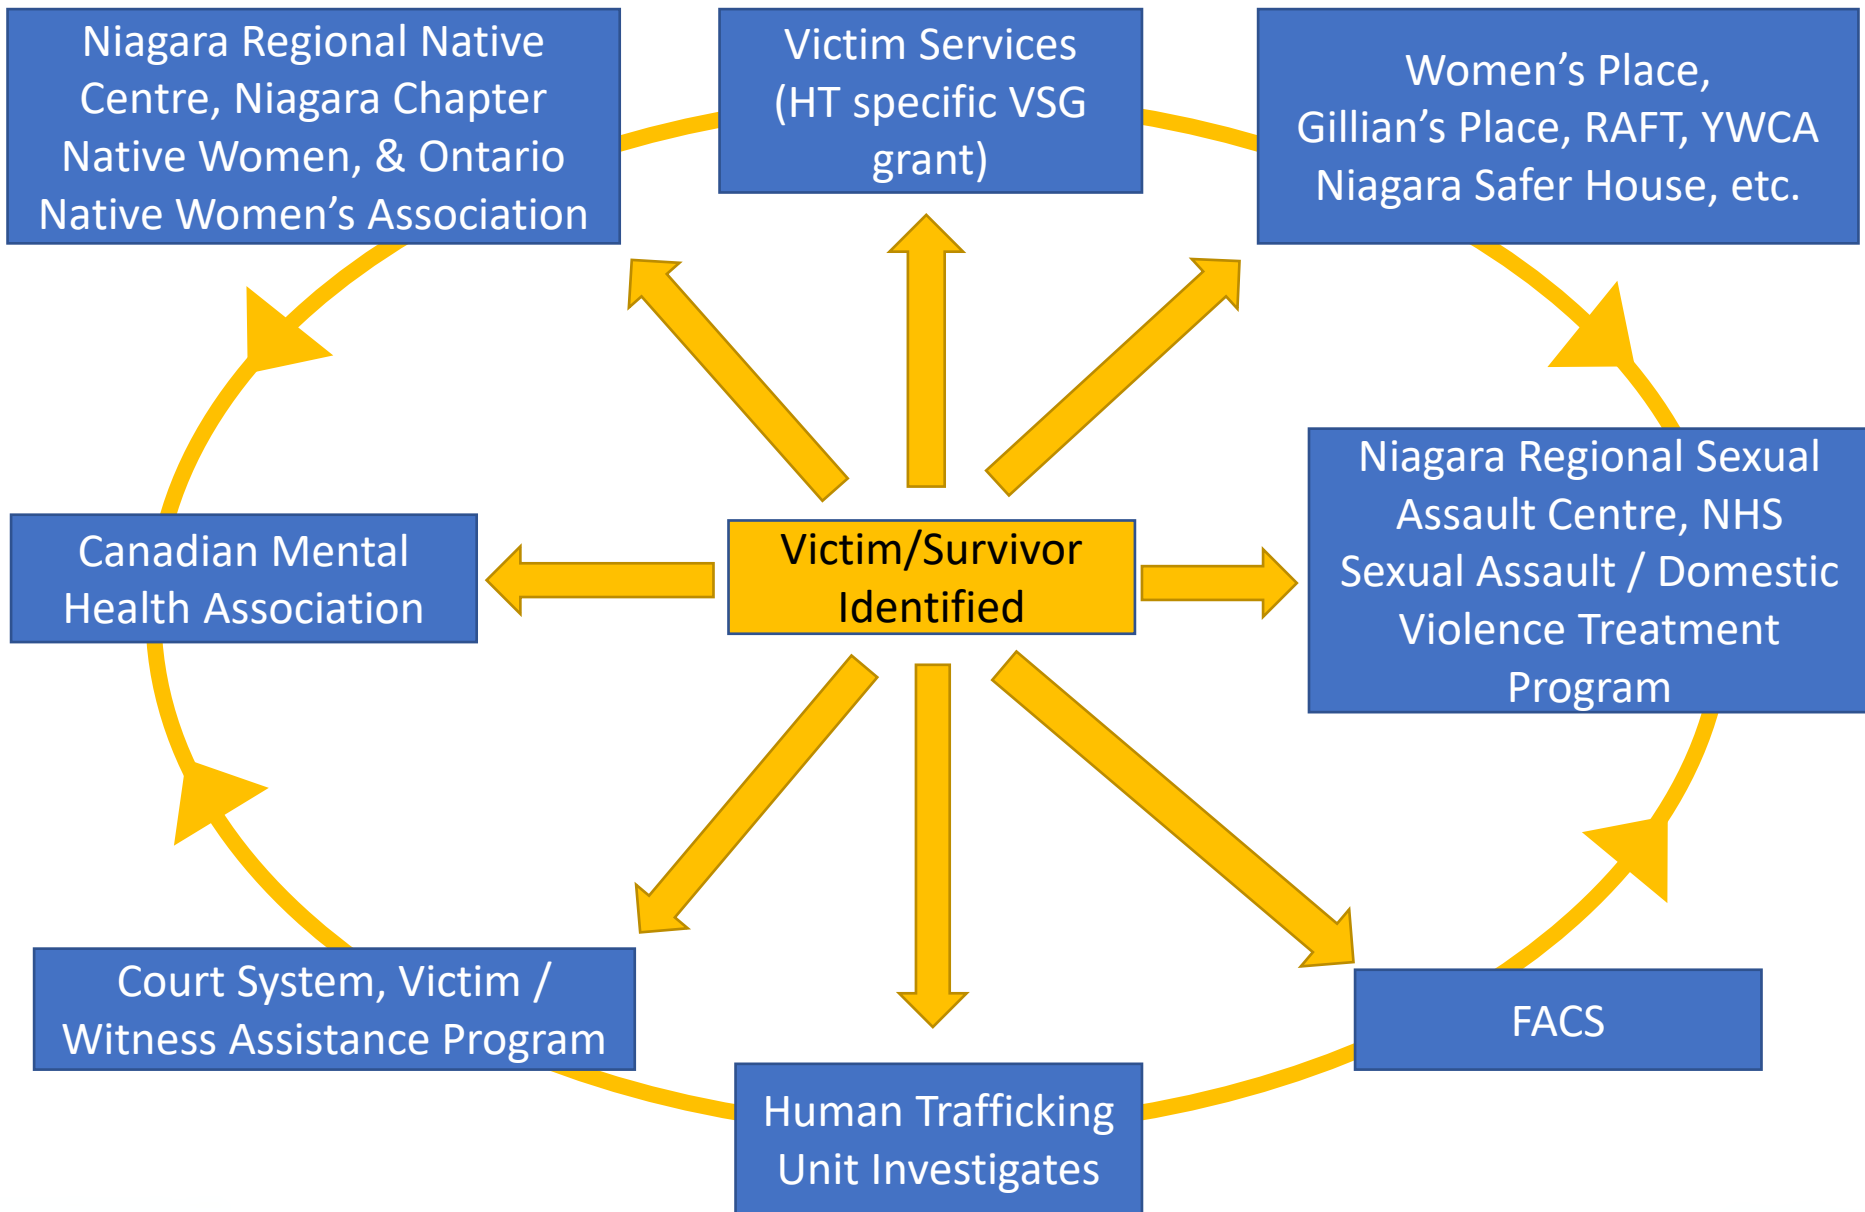 Niagara Regional Native
Centre, Niagara Chapter
Native Women, & Ontario
Native Women’s Association
Victim Services
(HT specific VSG
grant)
Women’s Place,
Gillian’s Place, RAFT, YWCA
Niagara Safer House, etc.
Canadian Mental
Health Association
Victim/Survivor
Identified
Niagara Regional Sexual
Assault Centre, NHS
Sexual Assault / Domestic
Violence Treatment
Program
Court System, Victim /
Witness Assistance Program
Human Trafficking
Unit Investigates
FACS